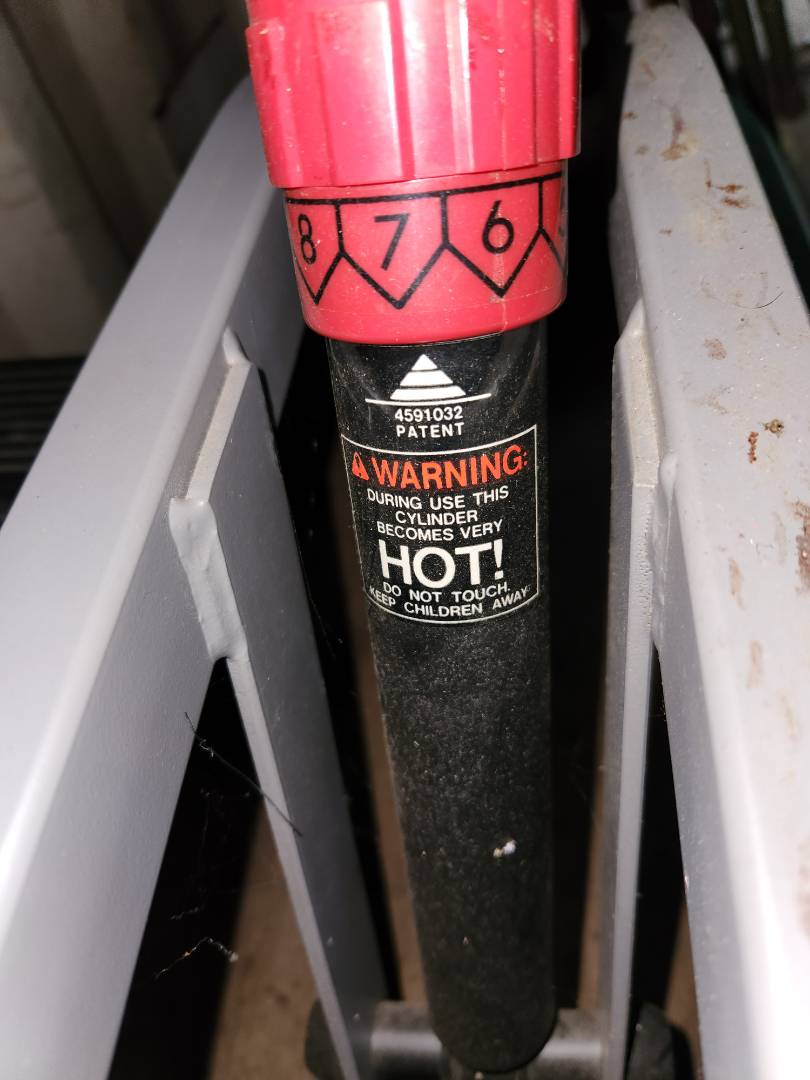 8 7 6
4591032
PATENT
WARNING:
DURING USE THIS
CYLINDER
BECOMES VERY
HOT!
DO NOT TOUCH.
KEEP CHILDREN AWAY